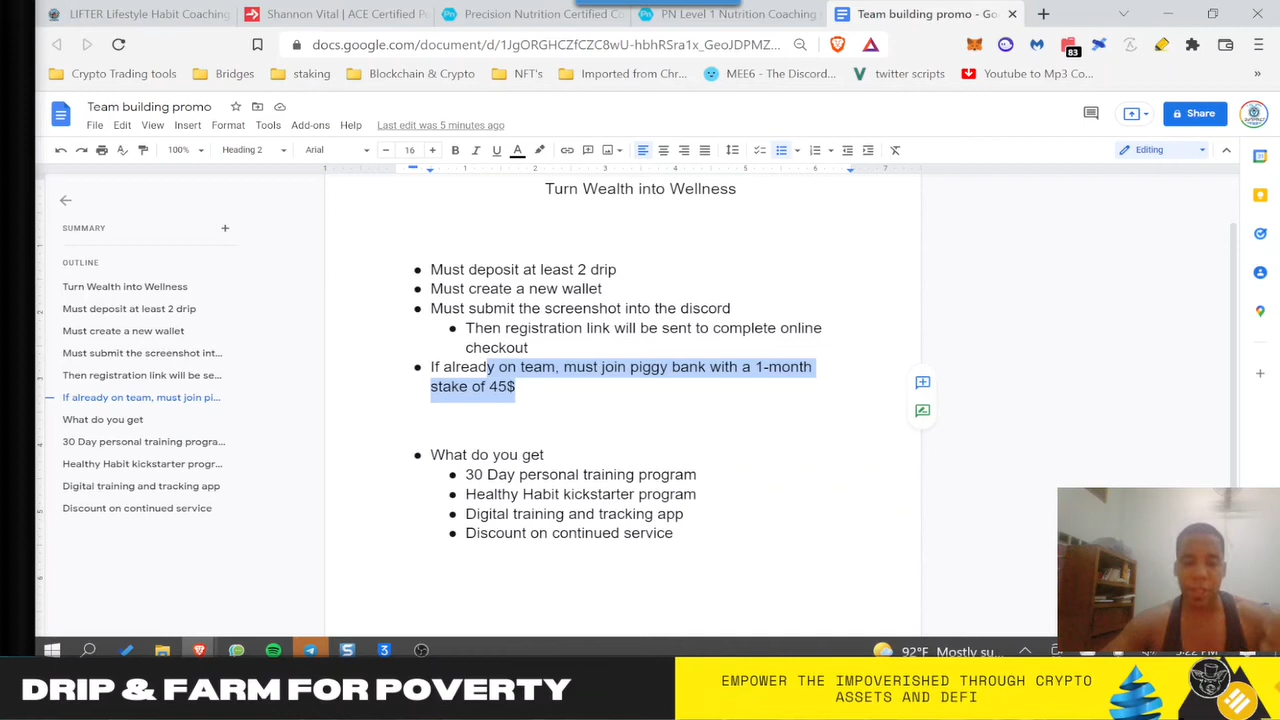 LIFTER Lifestyle Habit Coaching
Shannon Vital | ACE Certified P
Precision Nutrition Certified Co
PN Level 1 Nutrition Coaching
Team building promo - Go
docs.google.com/document/d/1JgORGHCZfCZC8wU-hbhRSra1x_GeoJDPMZ...
83
Crypto Trading tools
Bridges
staking
Blockchain & Crypto
NFT's
Imported from Chr...
MEE6 - The Discord...
twitter scripts
Youtube to Mp3 Co...
Team building promo
File Edit View Insert Format Tools Add-ons Help Last edit was 5 minutes ago
Share
100% Heading 2 Arial 16 B I U A
Editing
SUMMARY
OUTLINE
Turn Wealth into Wellness
Must deposit at least 2 drip
Must create a new wallet
Must submit the screenshot int...
Then registration link will be se...
If already on team, must join pi...
What do you get
30 Day personal training progra...
Healthy Habit kickstarter progr...
Digital training and tracking app
Discount on continued service
Turn Wealth into Wellness
Must deposit at least 2 drip
Must create a new wallet
Must submit the screenshot into the discord
Then registration link will be sent to complete online
checkout
If already on team, must join piggy bank with a 1-month
stake of 45$
What do you get
30 Day personal training program
Healthy Habit kickstarter program
Digital training and tracking app
Discount on continued service
92°F Mostly su...
DRIP & FARM FOR POVERTY
EMPOWER THE IMPOVERISHED THROUGH CRYPTO
ASSETS AND DEFI